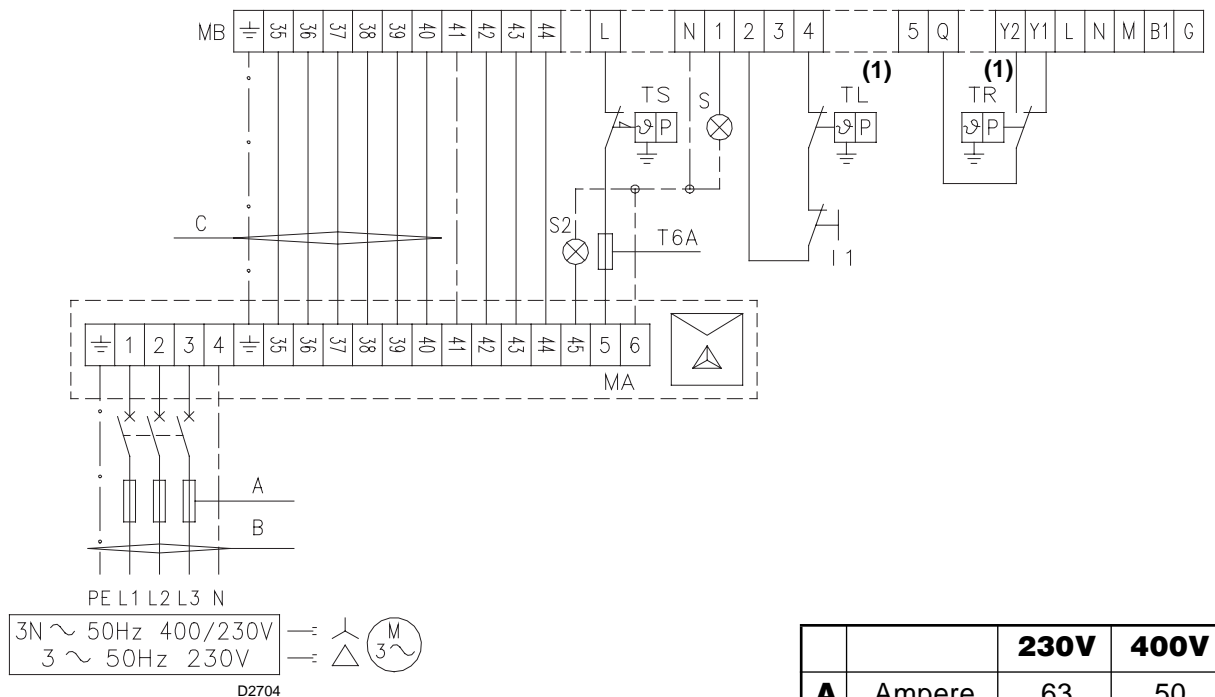 MB ⏚ 35 36 37 38 39 40 41 42 43 44 L N 1 2 3 4 5 Q Y2 Y1 L N M B1 G
(1) (1)
TS S TL TR
ϑ P ϑ P ϑ P
C S2 T6A I1
⏚ 1 2 3 4 ⏚ 35 36 37 38 39 40 41 42 43 44 45 5 6
MA
A
B
PE L1 L2 L3 N
3N ~ 50Hz 400/230V
3 ~ 50Hz 230V
M
3~
D2704
230V 400V
A Ampere 63 50